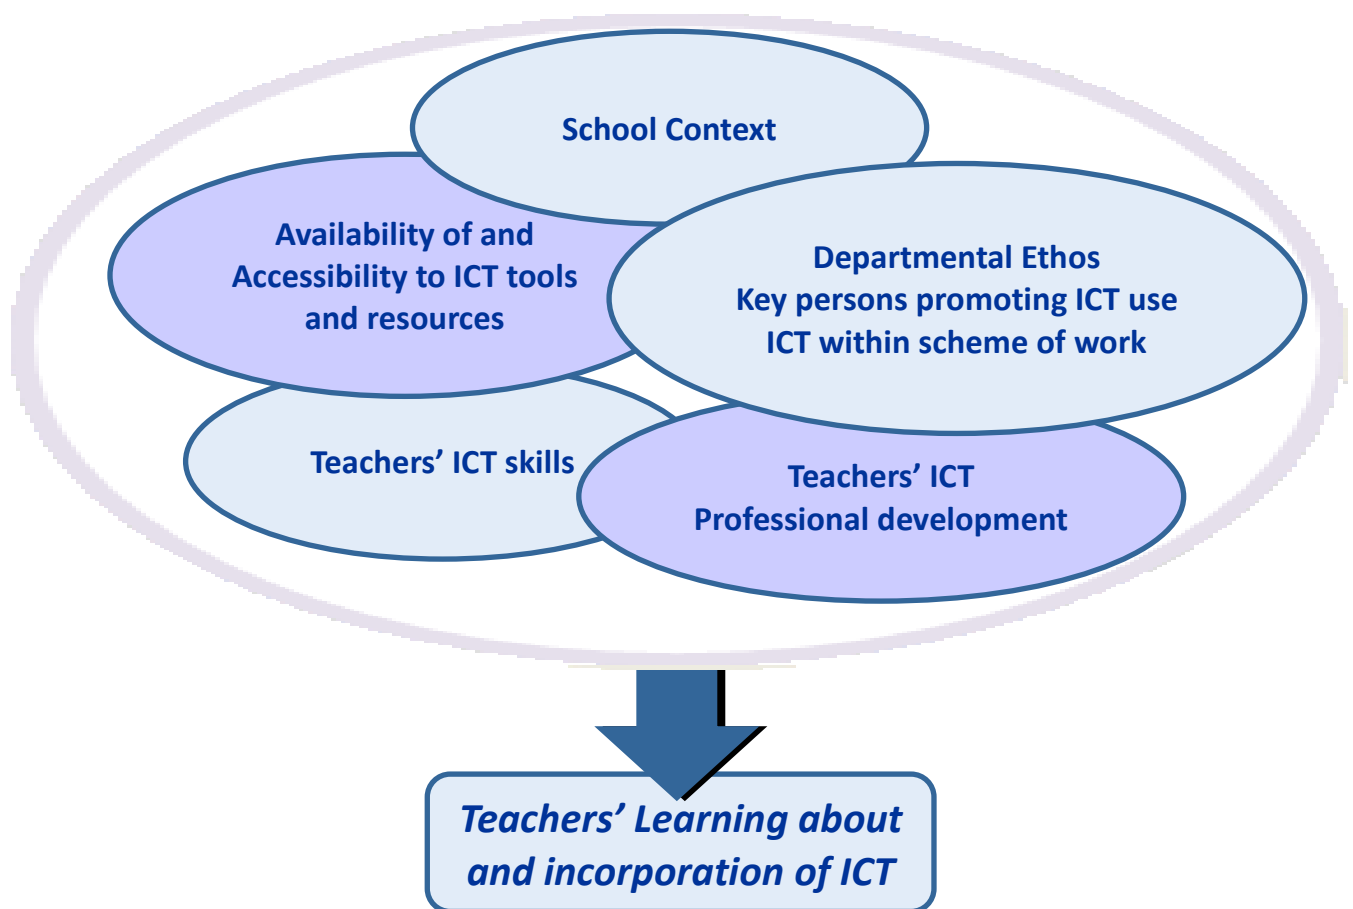 School Context
Availability of and
Accessibility to ICT tools
and resources
Departmental Ethos
Key persons promoting ICT use
ICT within scheme of work
Teachers’ ICT skills
Teachers’ ICT
Professional development
Teachers’ Learning about
and incorporation of ICT